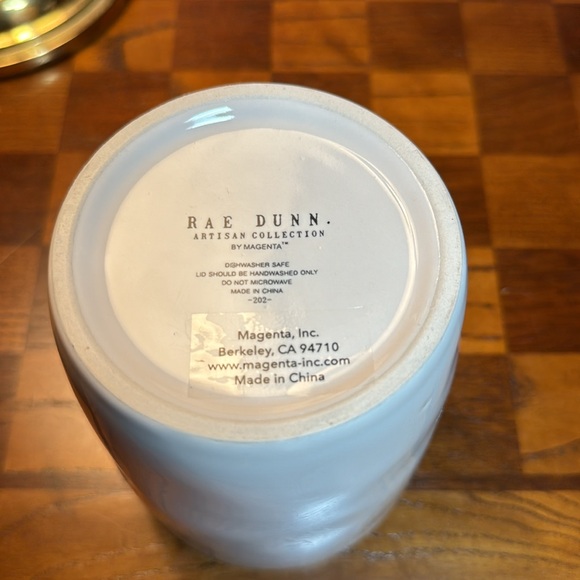 RAE DUNN.
ARTISAN COLLECTION
BY MAGENTA™
DISHWASHER SAFE
LID SHOULD BE HANDWASHED ONLY
DO NOT MICROWAVE
MADE IN CHINA
-202-
Magenta, Inc.
Berkeley, CA 94710
www.magenta-inc.com
Made in China